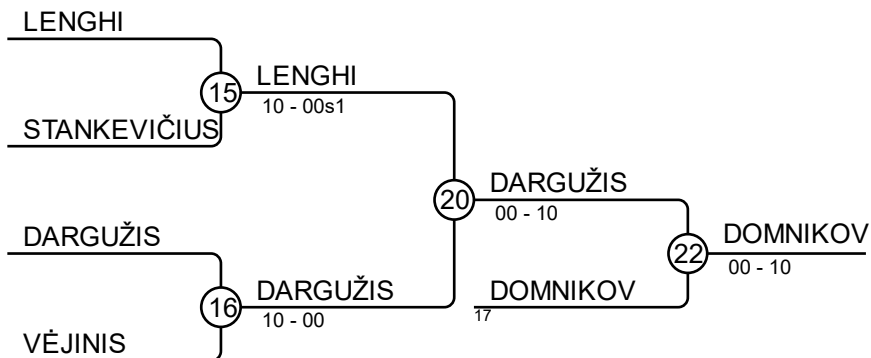 LENGHI
15
LENGHI
10 - 00s1
STANKEVIČIUS
20
DARGUŽIS
00 - 10
DARGUŽIS
22
DOMNIKOV
00 - 10
16
DARGUŽIS
10 - 00
DOMNIKOV
17
VĖJINIS